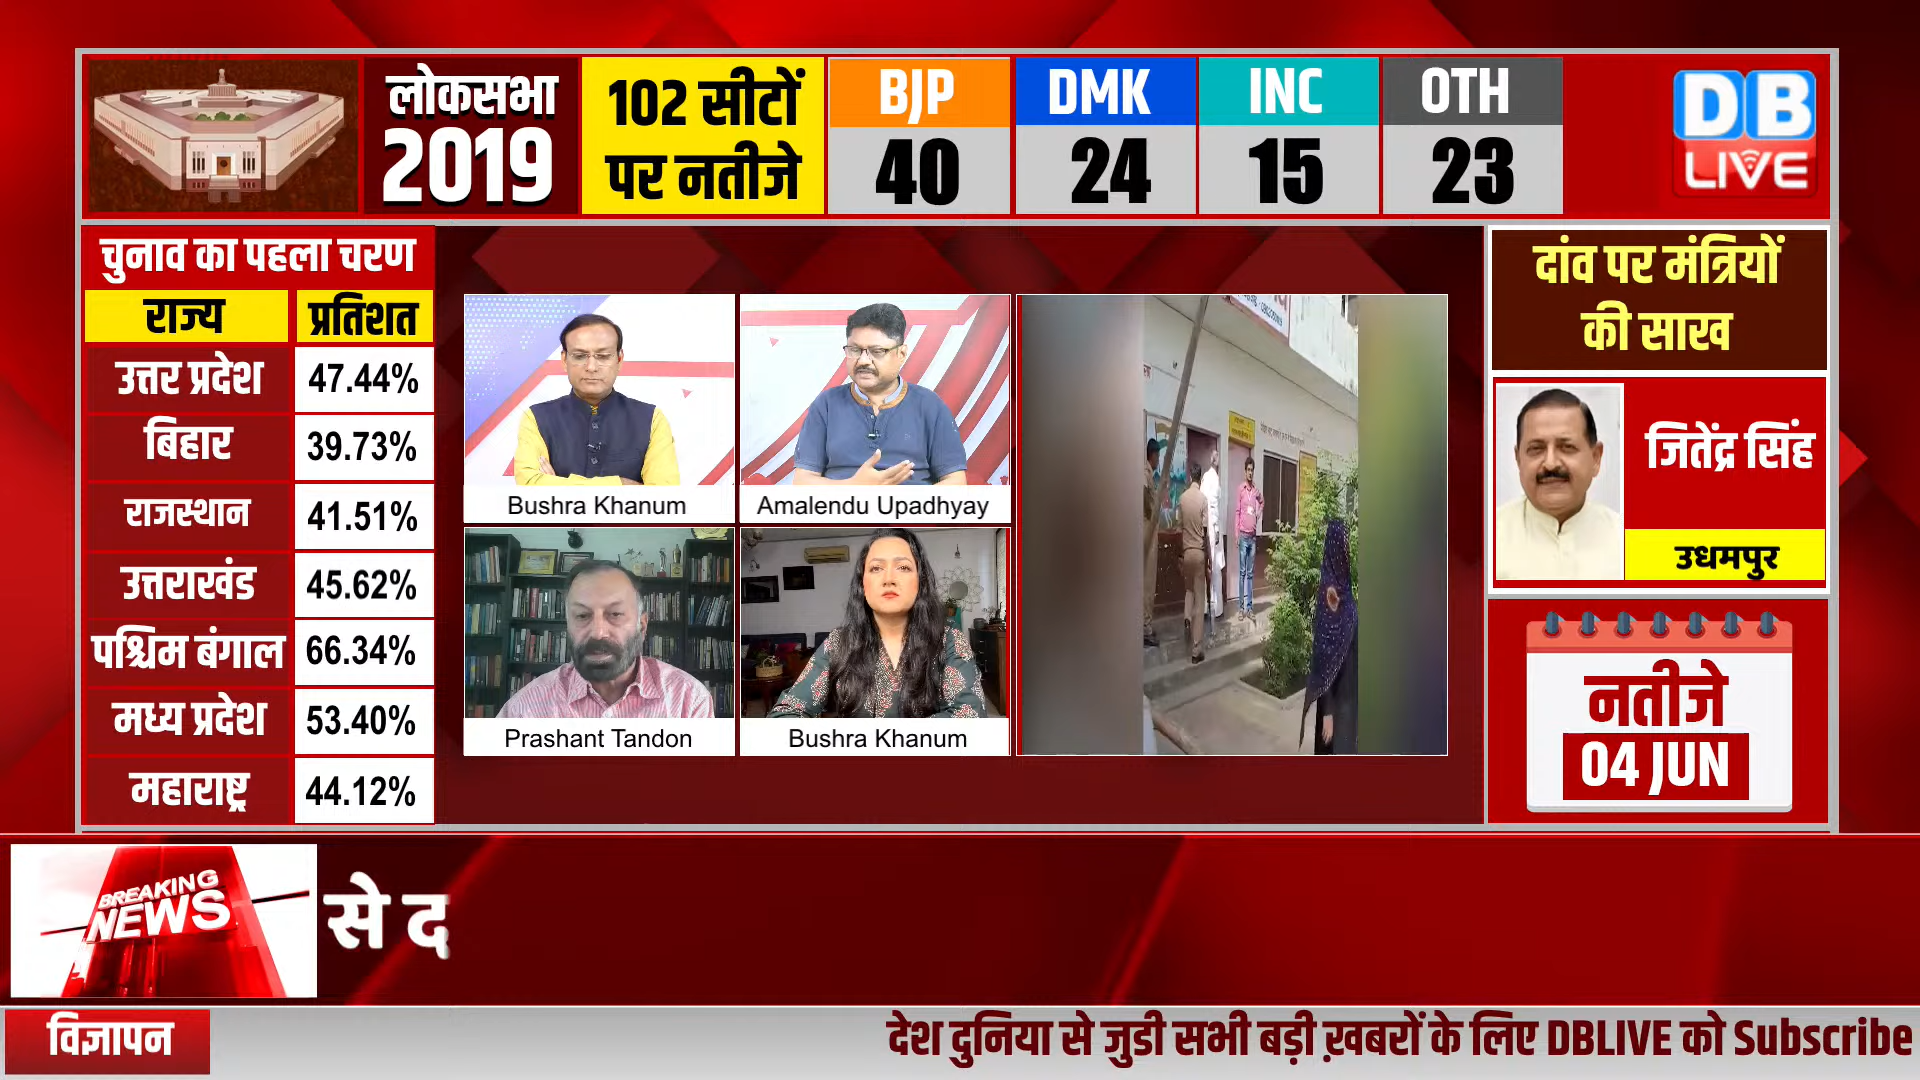 लोकसभा
2019
102 सीटों
पर नतीजे
BJP
40
DMK
24
INC
15
OTH
23
DB
LIVE
चुनाव का पहला चरण
राज्य प्रतिशत
उत्तर प्रदेश 47.44%
बिहार 39.73%
राजस्थान 41.51%
उत्तराखंड 45.62%
पश्चिम बंगाल 66.34%
मध्य प्रदेश 53.40%
महाराष्ट्र 44.12%
Bushra Khanum
Amalendu Upadhyay
Prashant Tandon
Bushra Khanum
दांव पर मंत्रियों
की साख
जितेंद्र सिंह
उधमपुर
नतीजे
04 JUN
BREAKING
NEWS
से द
विज्ञापन
देश दुनिया से जुडी सभी बड़ी ख़बरों के लिए DBLIVE को Subscribe